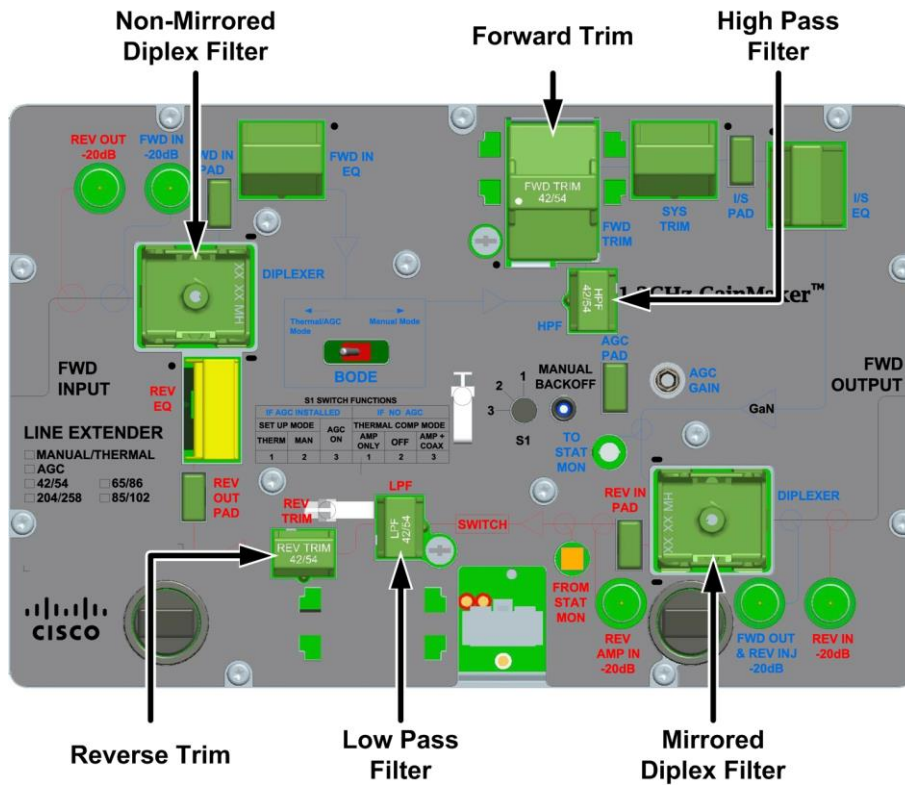 Non-Mirrored
Diplex Filter
Forward Trim
High Pass
Filter
REV OUT
-20dB
FWD IN
-20dB
FWD IN
PAD
FWD IN
EQ
FWD TRIM
42/54
FWD
TRIM
SYS
TRIM
I/S
PAD
I/S
EQ
XX XX MH
DIPLEXER
HPF
42/54
HPF
GainMaker™
Thermal/AGC
Mode
Manual Mode
BODE
AGC
PAD
AGC
GAIN
FWD
INPUT
FWD
OUTPUT
REV
EQ
MANUAL
BACKOFF
1
2
3
S1
GaN
S1 SWITCH FUNCTIONS
IF AGC INSTALLED
IF NO AGC
SET UP MODE
AGC
ON
THERMAL COMP MODE
THERM
MAN
AMP
ONLY
OFF
AMP +
COAX
1 2 3 1 2 3
TO
STAT
MON
LINE EXTENDER
MANUAL/THERMAL
AGC
42/54 65/86
204/258 85/102
REV
OUT
PAD
REV
TRIM
REV TRIM
42/54
LPF
LPF
42/54
SWITCH
REV IN
PAD
XX XX MH
DIPLEXER
FROM
STAT
MON
CISCO
REV
AMP IN
-20dB
FWD OUT
& REV INJ
-20dB
REV IN
-20dB
Reverse Trim
Low Pass
Filter
Mirrored
Diplex Filter